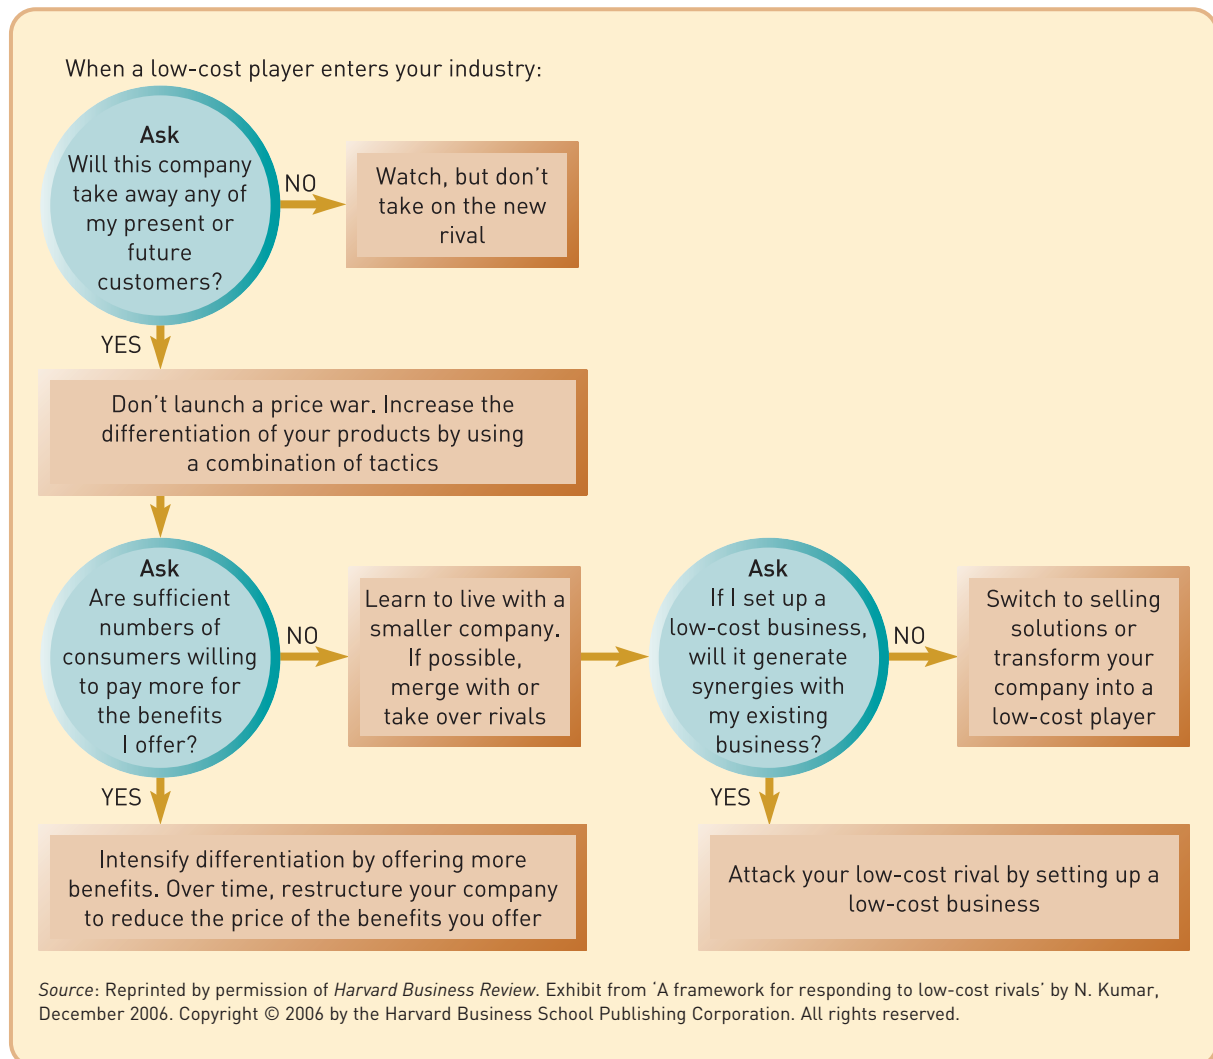 When a low-cost player enters your industry:
Ask
Will this company
take away any of
my present or
future
customers?
NO
Watch, but don't
take on the new
rival
YES
Don't launch a price war. Increase the
differentiation of your products by using
a combination of tactics
Ask
Are sufficient
numbers of
consumers willing
to pay more for
the benefits
I offer?
NO
Learn to live with a
smaller company.
If possible,
merge with or
take over rivals
Ask
If I set up a
low-cost business,
will it generate
synergies with
my existing
business?
NO
Switch to selling
solutions or
transform your
company into a
low-cost player
YES
Intensify differentiation by offering more
benefits. Over time, restructure your company
to reduce the price of the benefits you offer
YES
Attack your low-cost rival by setting up a
low-cost business
Source: Reprinted by permission of Harvard Business Review. Exhibit from ‘A framework for responding to low-cost rivals’ by N. Kumar,
December 2006. Copyright © 2006 by the Harvard Business School Publishing Corporation. All rights reserved.